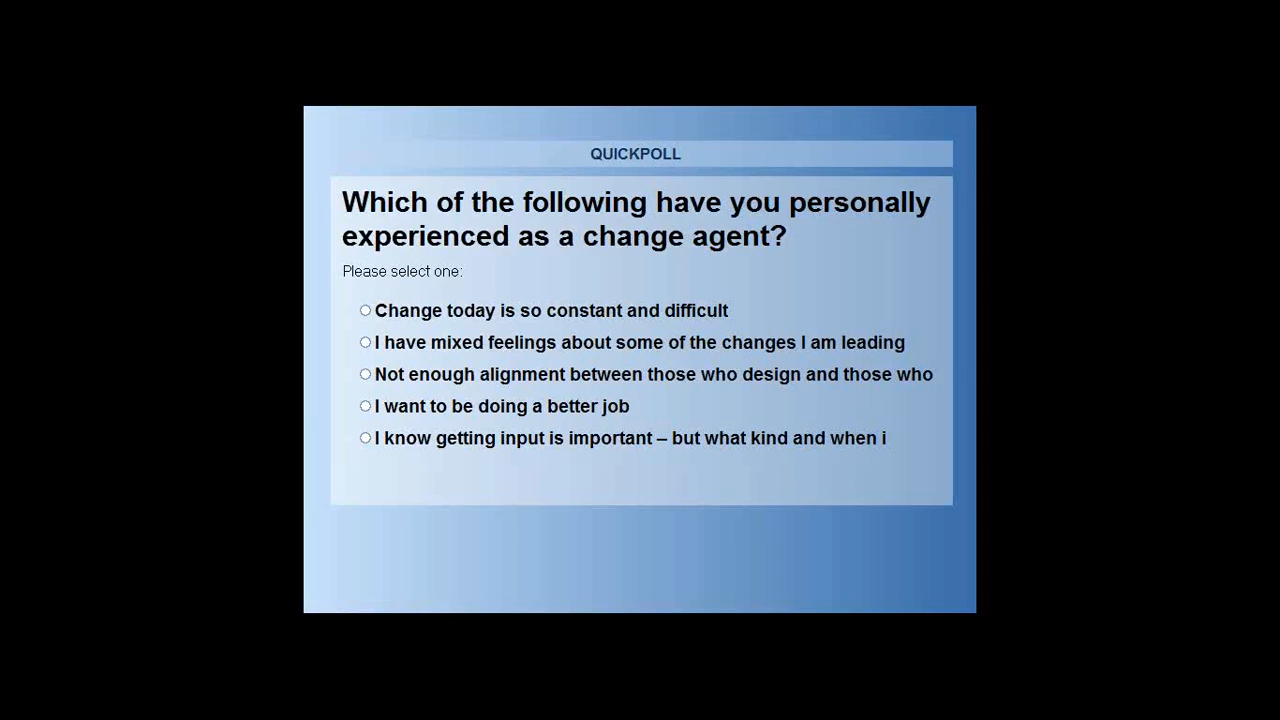 QUICKPOLL
Which of the following have you personally
experienced as a change agent?
Please select one:
Change today is so constant and difficult
I have mixed feelings about some of the changes I am leading
Not enough alignment between those who design and those who
I want to be doing a better job
I know getting input is important – but what kind and when i